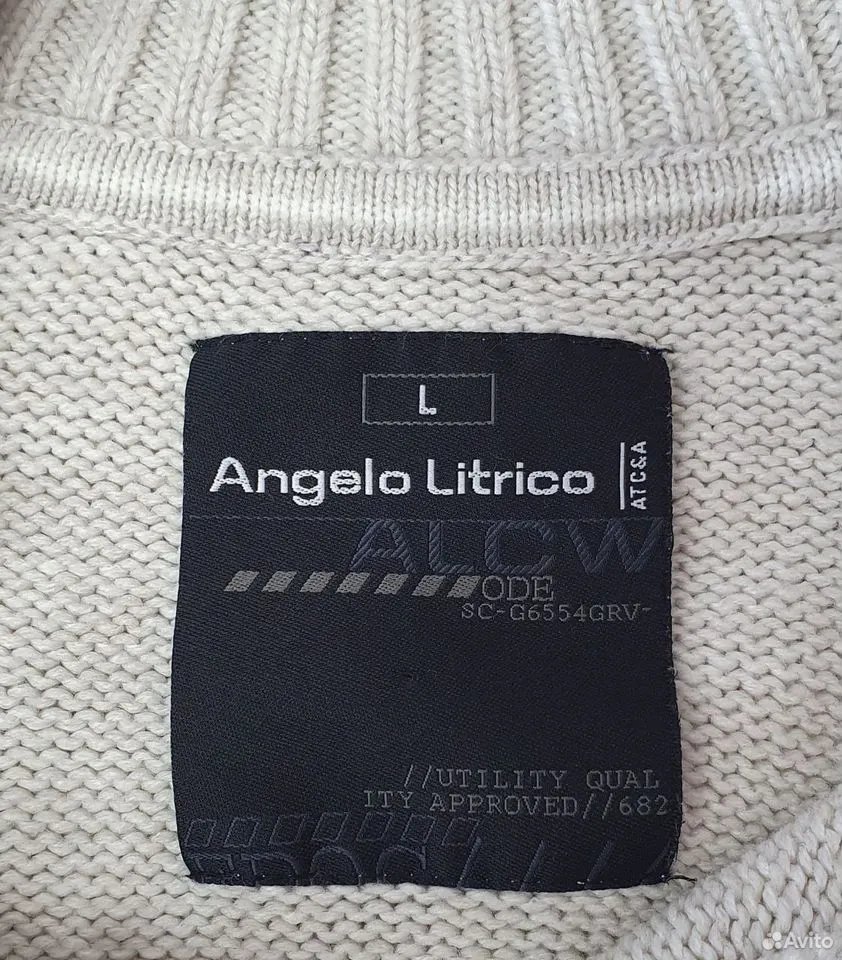 L
Angelo Litrico
ATC&A
ALCW
ODE
SC-G6554GRV-
//UTILITY QUAL
ITY APPROVED//682
Avito